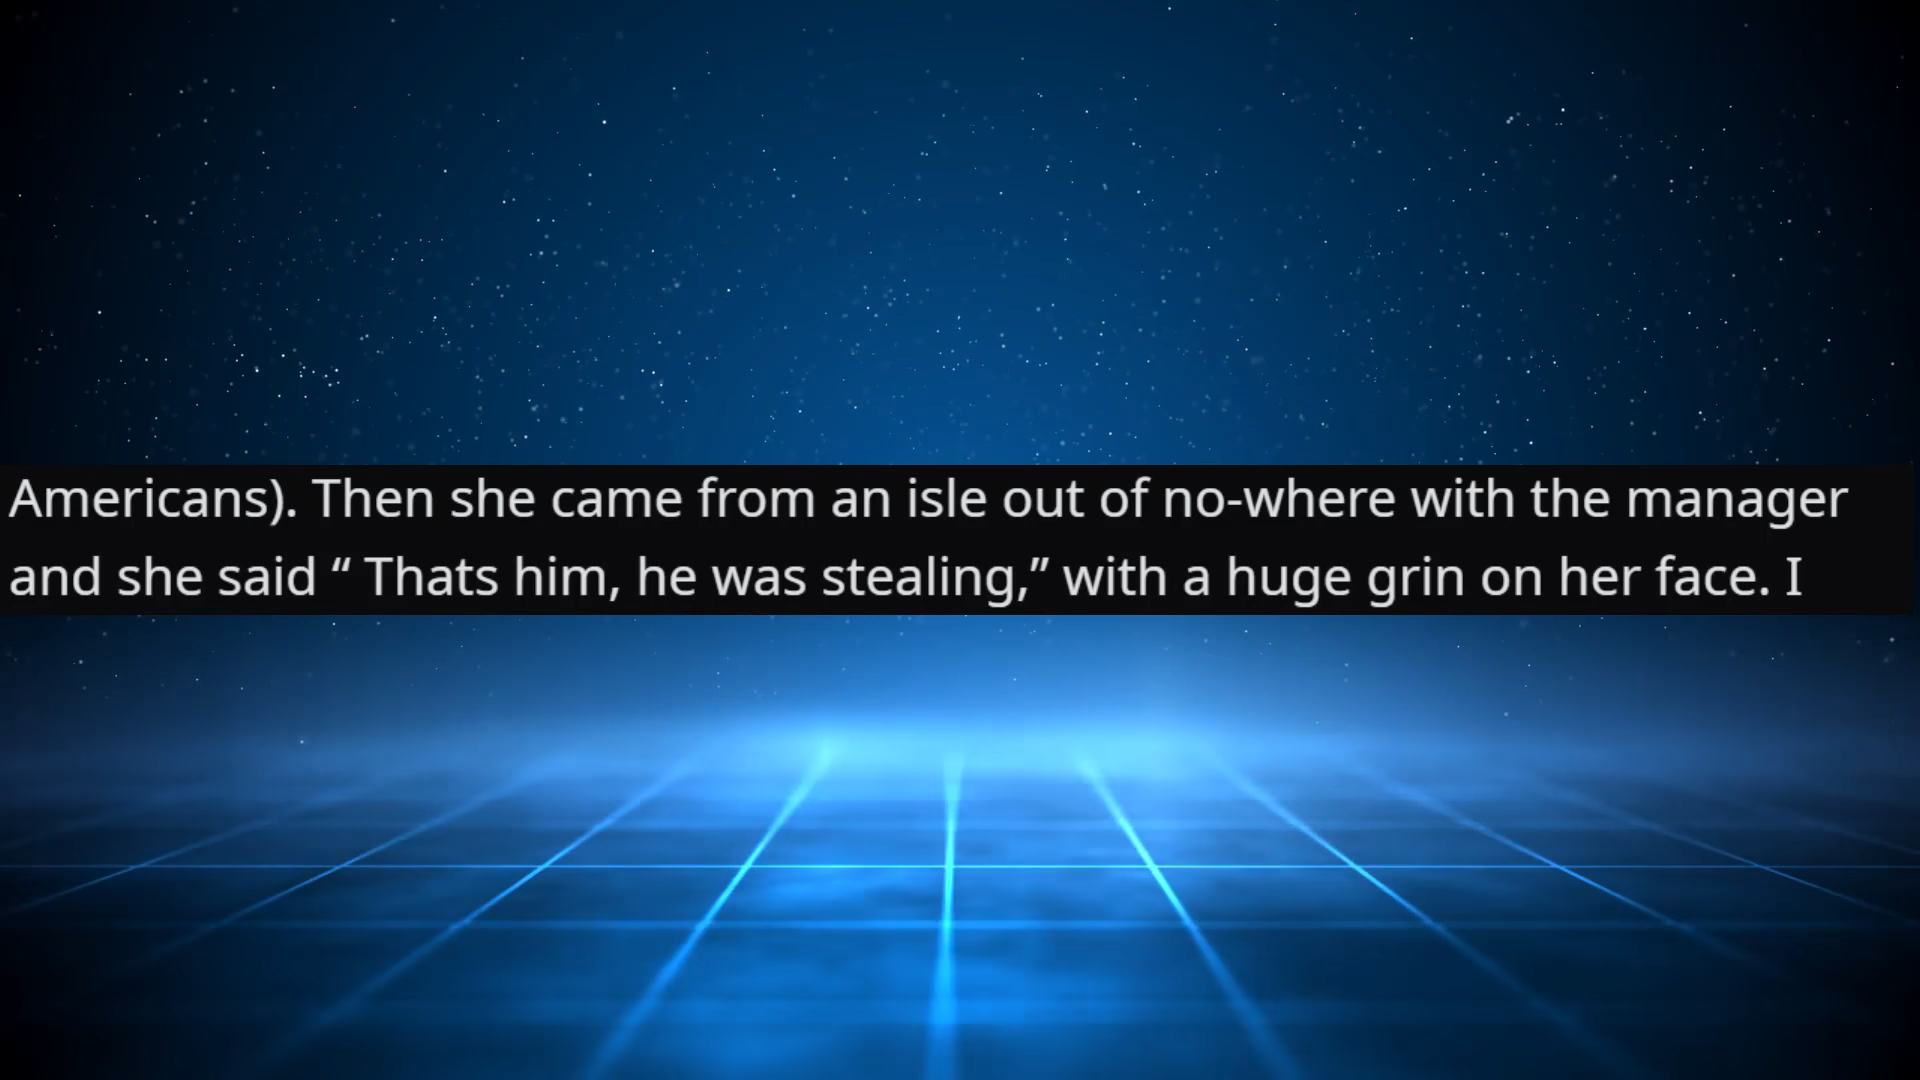 Americans). Then she came from an isle out of no-where with the manager
and she said “ Thats him, he was stealing,” with a huge grin on her face. I